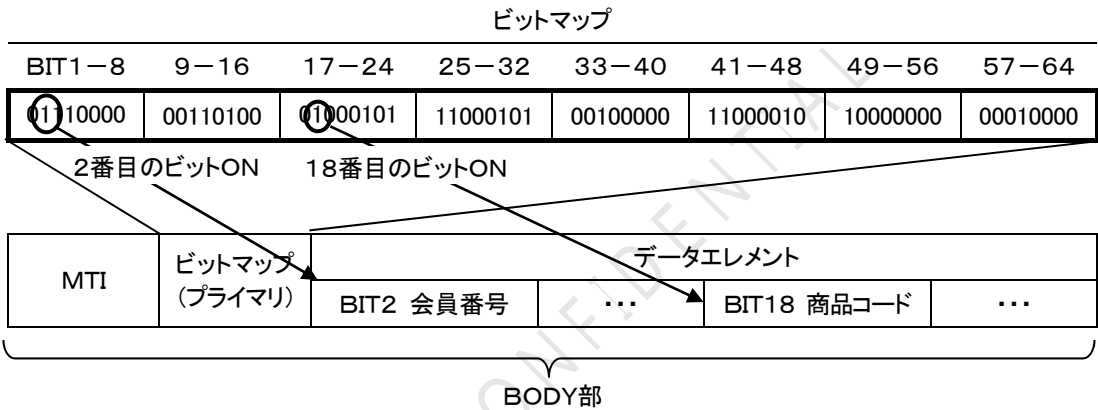 ビットマップ
BIT1－8 9－16 17－24 25－32 33－40 41－48 49－56 57－64
01110000 00110100 01000101 11000101 00100000 11000010 10000000 00010000
2番目のビットON 18番目のビットON
MTI ビットマップ データエレメント
(プライマリ) BIT2 会員番号 ･･･ BIT18 商品コード ･･･
BODY部
CONFIDENTIAL